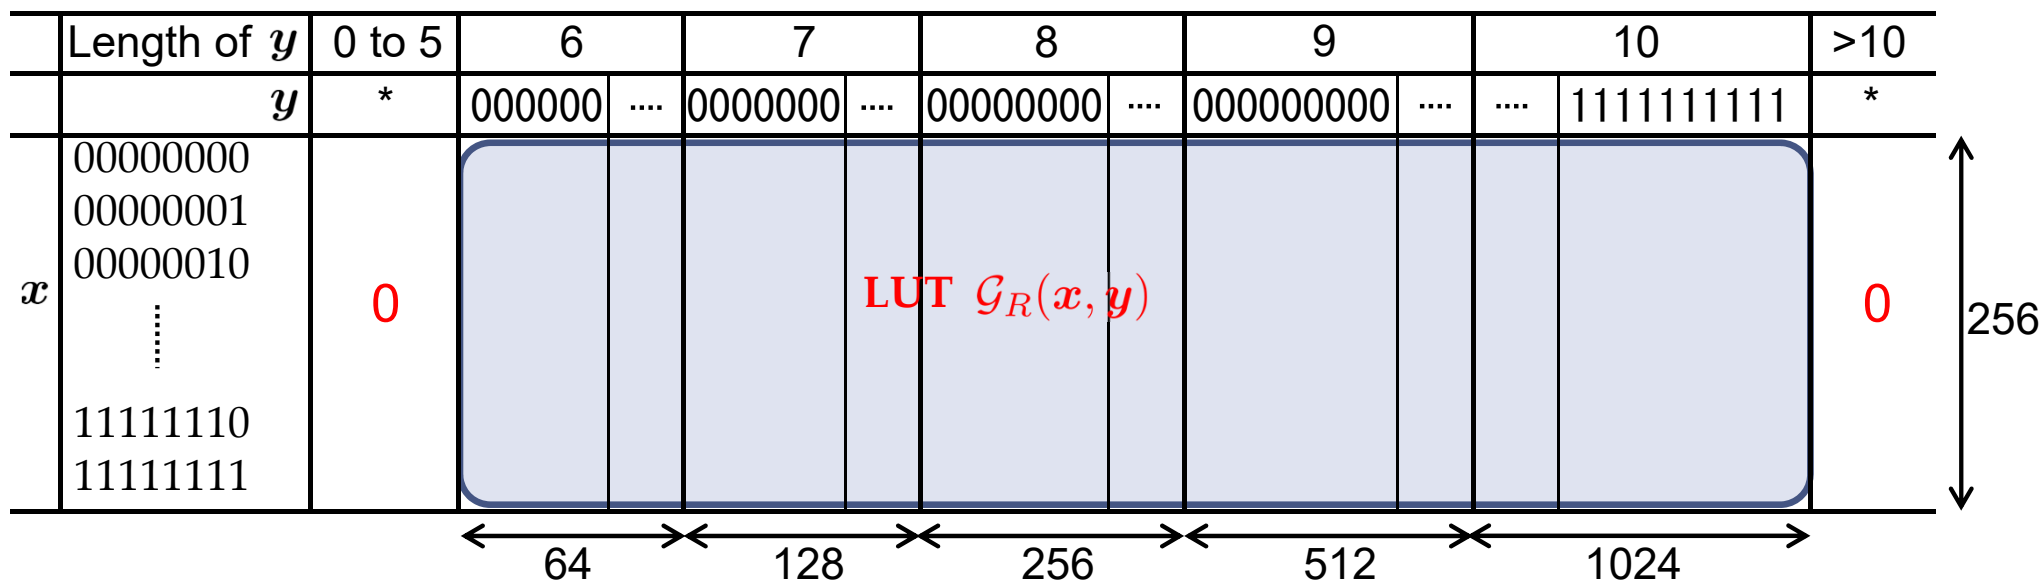 Length of y 0 to 5 6 7 8 9 10 >10
y * 000000 .... 0000000 .... 00000000 .... 000000000 .... .... 1111111111 *
00000000
00000001
00000010
x 0 LUT 𝒢_R(x, y) 0 256
11111110
11111111
64 128 256 512 1024